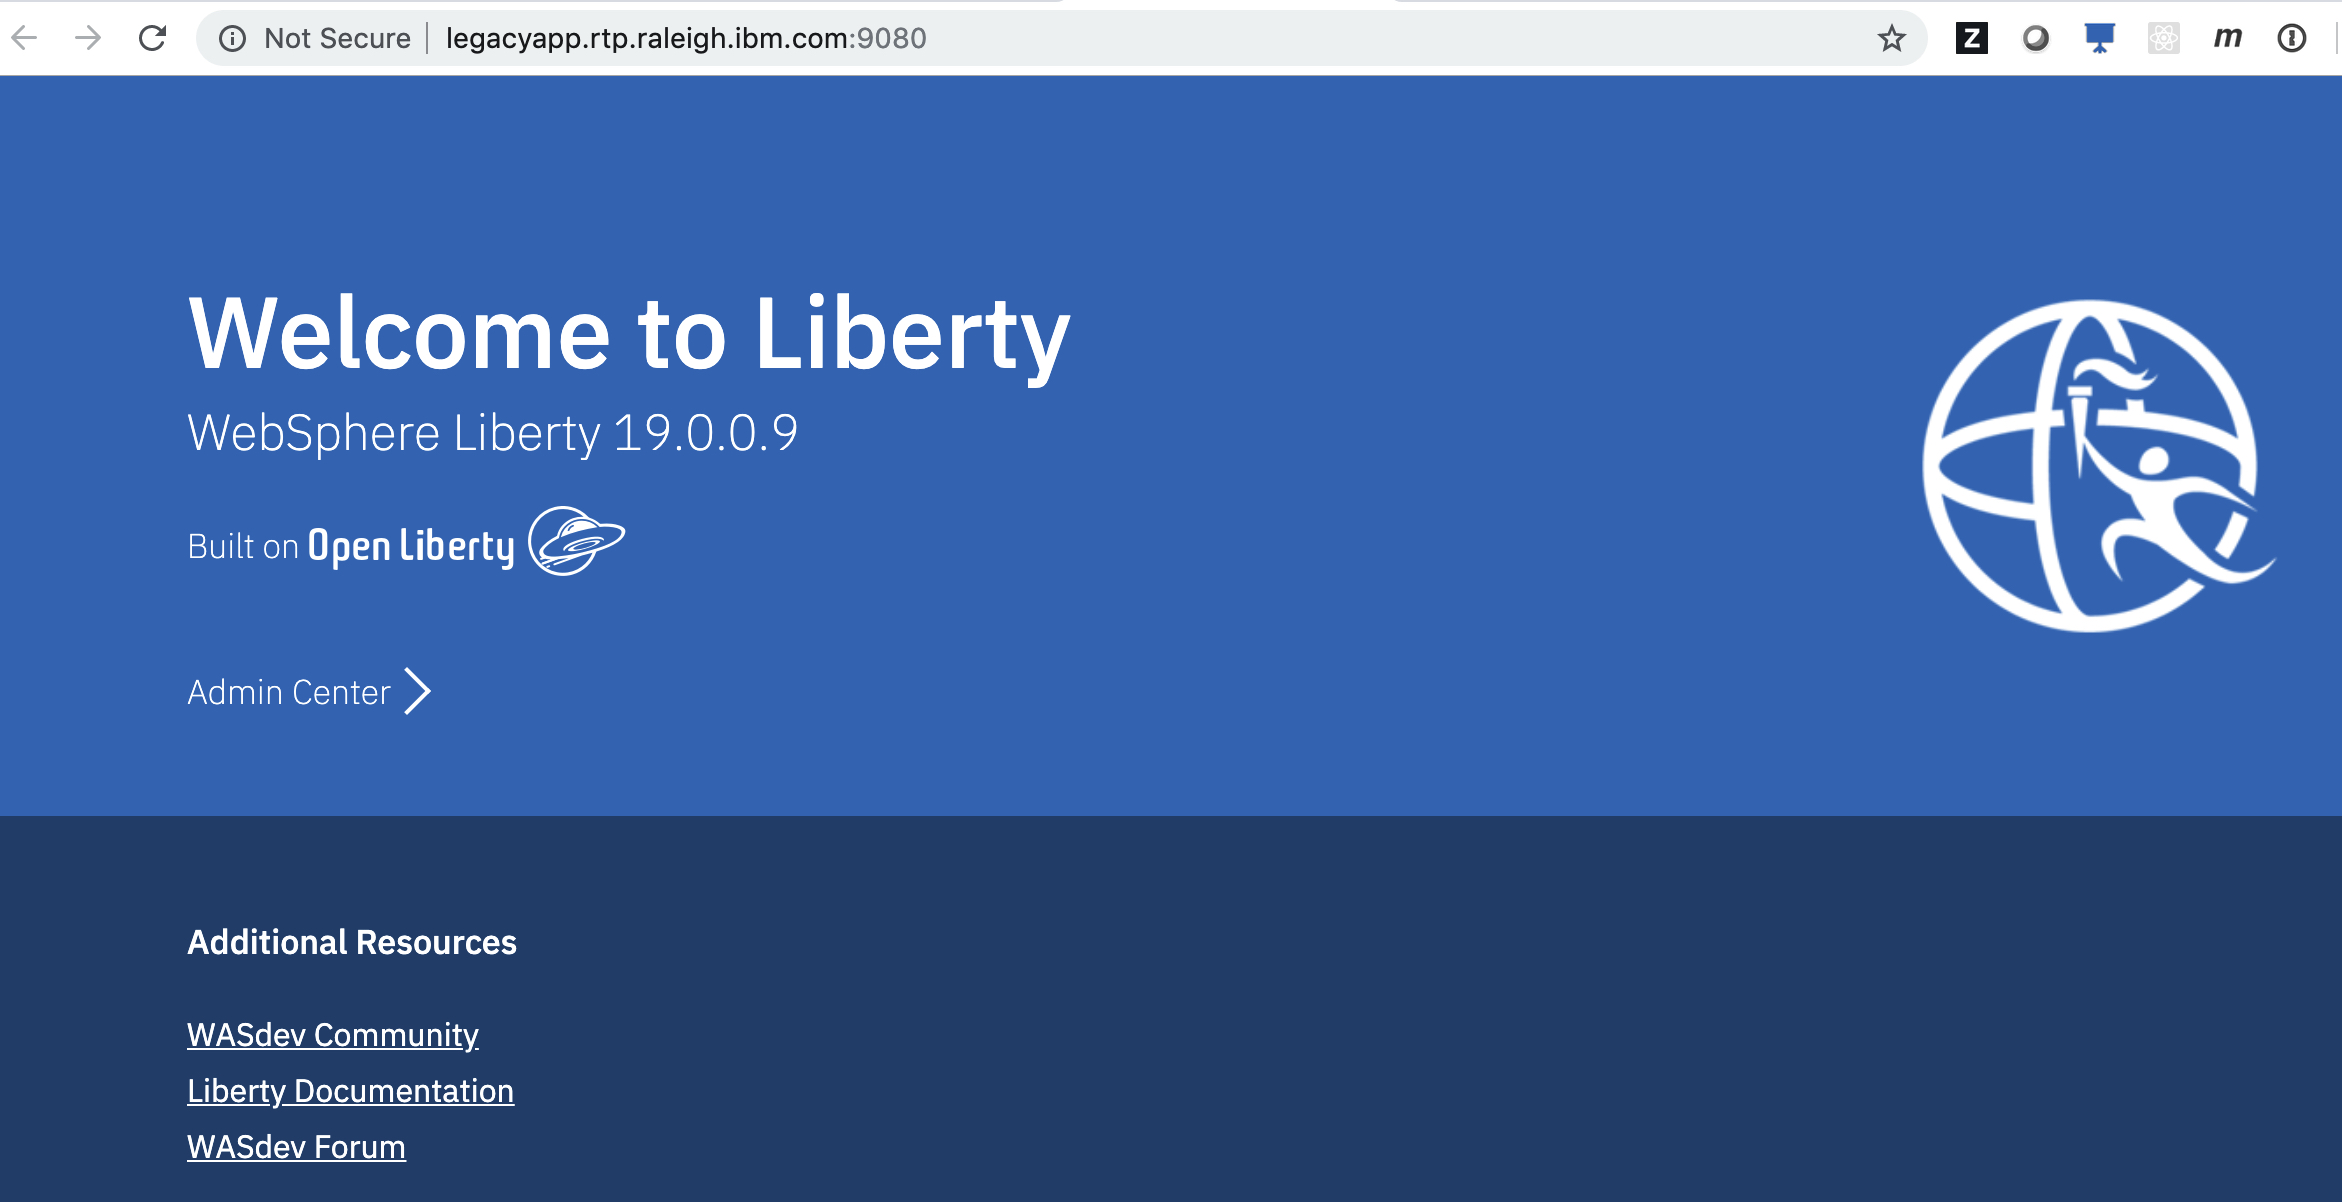 Not Secure legacyapp.rtp.raleigh.ibm.com:9080
Z
m
Welcome to Liberty
WebSphere Liberty 19.0.0.9
Built on Open Liberty
Admin Center
Additional Resources
WASdev Community
Liberty Documentation
WASdev Forum